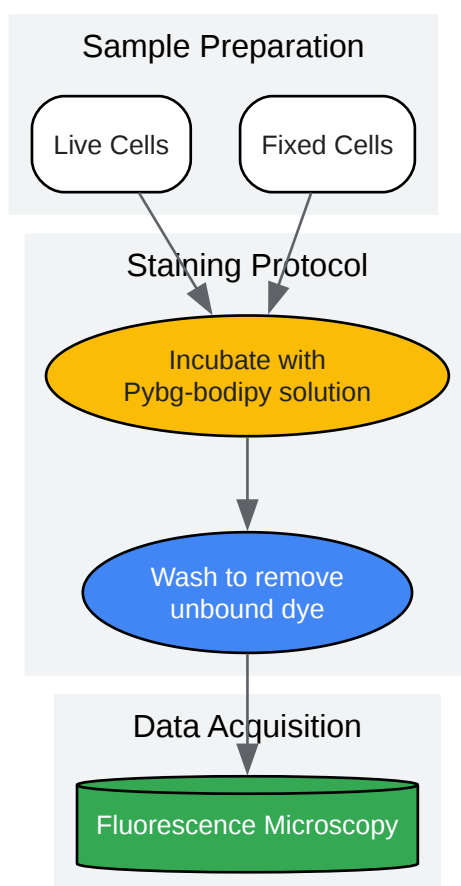 Sample Preparation
Live Cells
Fixed Cells
Staining Protocol
Incubate with
Pybg-bodipy solution
Wash to remove
unbound dye
Data Acquisition
Fluorescence Microscopy